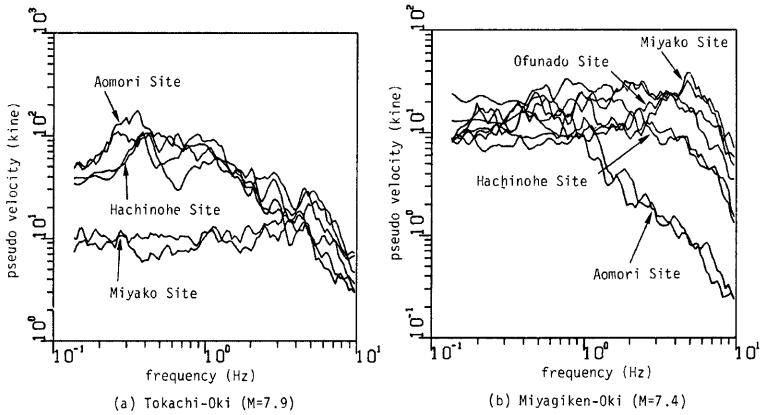 10³
10²
10¹
10⁰
pseudo velocity (kine)
Aomori Site
Hachinohe Site
Miyako Site
10⁻¹
10⁰
10¹
frequency (Hz)
(a) Tokachi-Oki (M=7.9)
10²
10¹
10⁰
10⁻¹
pseudo velocity (kine)
Miyako Site
Ofunado Site
Hachinohe Site
Aomori Site
10⁻¹
10⁰
10¹
frequency (Hz)
(b) Miyagiken-Oki (M=7.4)